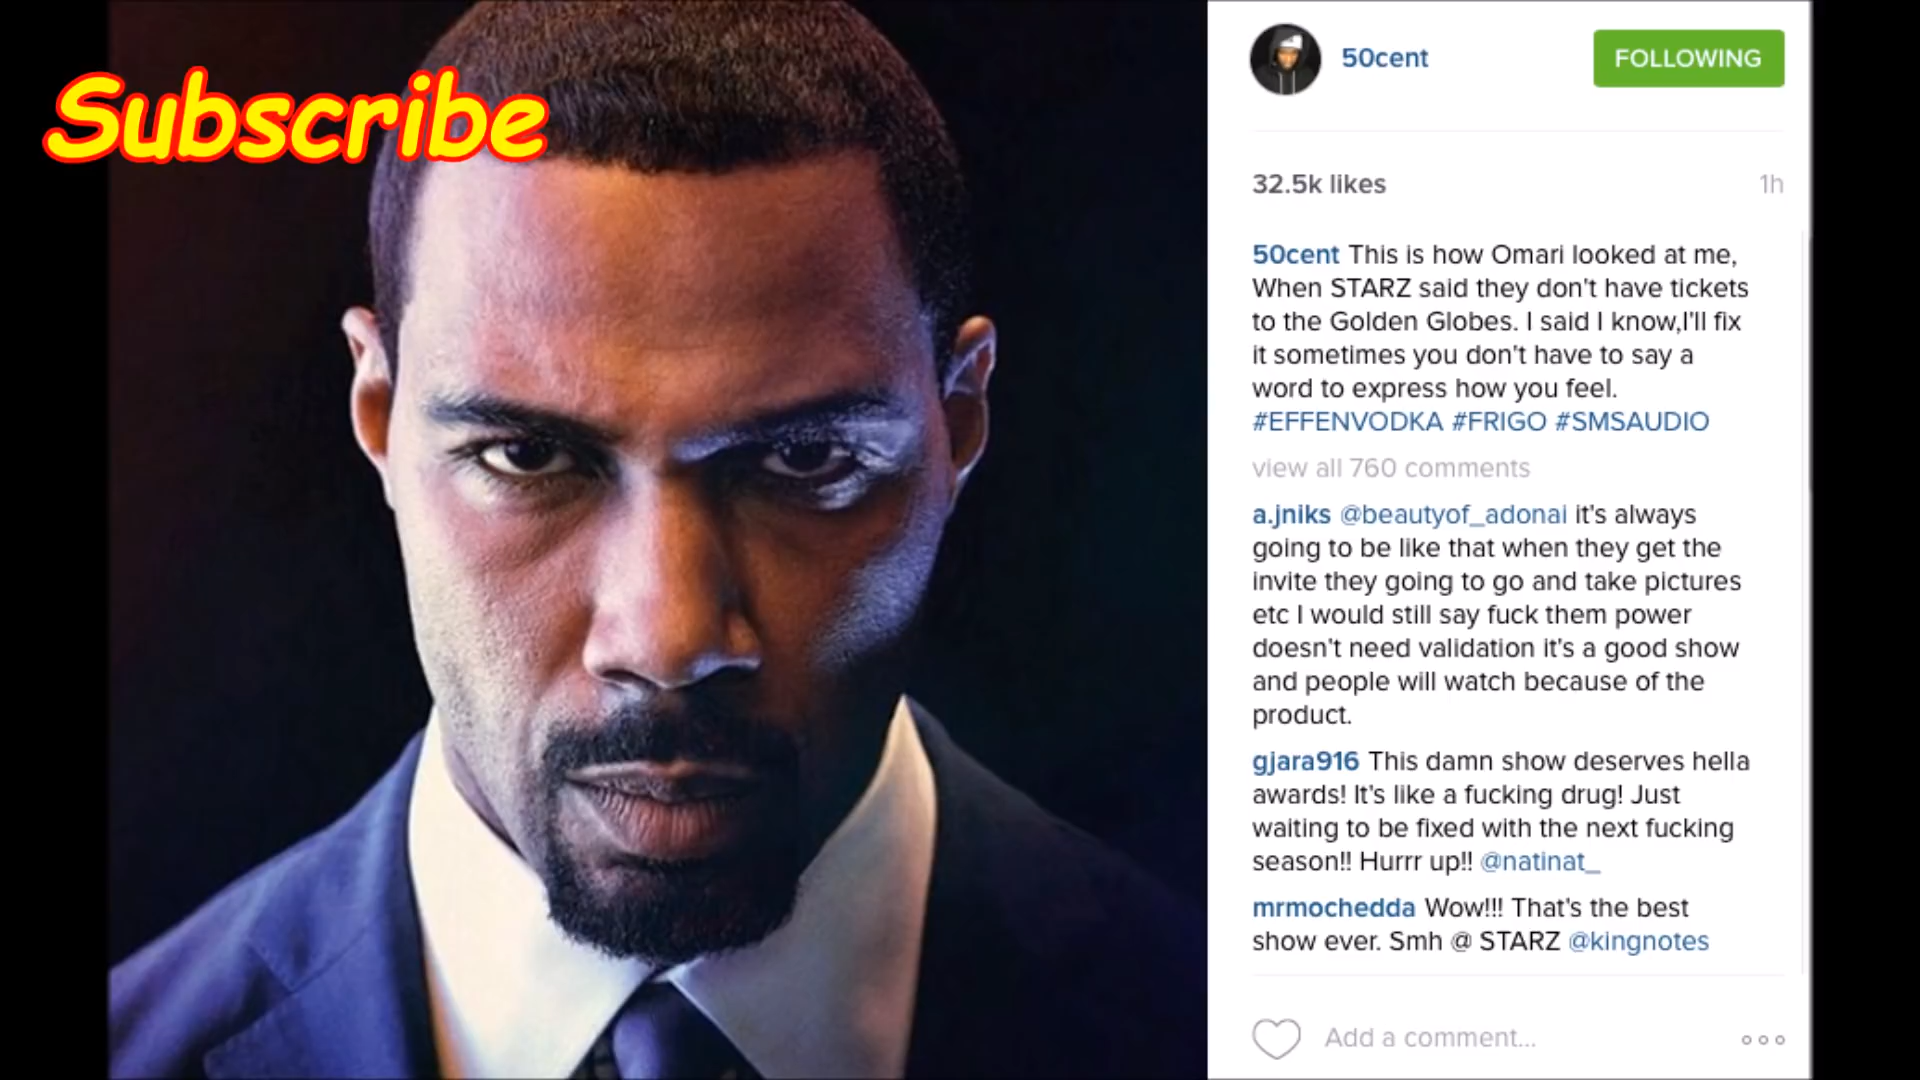 Subscribe
50cent
FOLLOWING
32.5k likes
1h
50cent This is how Omari looked at me,
When STARZ said they don't have tickets
to the Golden Globes. I said I know,I'll fix
it sometimes you don't have to say a
word to express how you feel.
#EFFENVODKA #FRIGO #SMSAUDIO
view all 760 comments
a.jniks @beautyof_adonai it's always
going to be like that when they get the
invite they going to go and take pictures
etc I would still say fuck them power
doesn't need validation it's a good show
and people will watch because of the
product.
gjara916 This damn show deserves hella
awards! It's like a fucking drug! Just
waiting to be fixed with the next fucking
season!! Hurrr up!! @natinat_
mrmochedda Wow!!! That's the best
show ever. Smh @ STARZ @kingnotes
Add a comment...